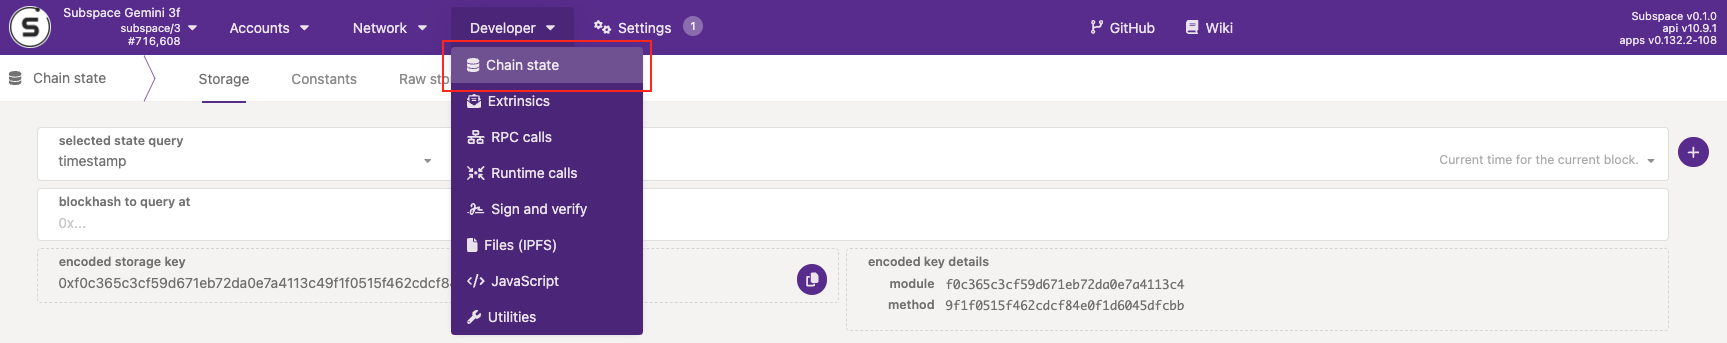 Subspace Gemini 3f
subspace/3
#716,608
Accounts
Network
Developer
Settings
1
GitHub
Wiki
Subspace v0.1.0
api v10.9.1
apps v0.132.2-108
Chain state
Storage
Constants
Raw sto
Chain state
Extrinsics
RPC calls
Runtime calls
Sign and verify
Files (IPFS)
JavaScript
Utilities
selected state query
timestamp
Current time for the current block.
blockhash to query at
0x...
encoded storage key
0xf0c365c3cf59d671eb72da0e7a4113c49f1f0515f462cdcf84
encoded key details
module f0c365c3cf59d671eb72da0e7a4113c4
method 9f1f0515f462cdcf84e0f1d6045dfcbb